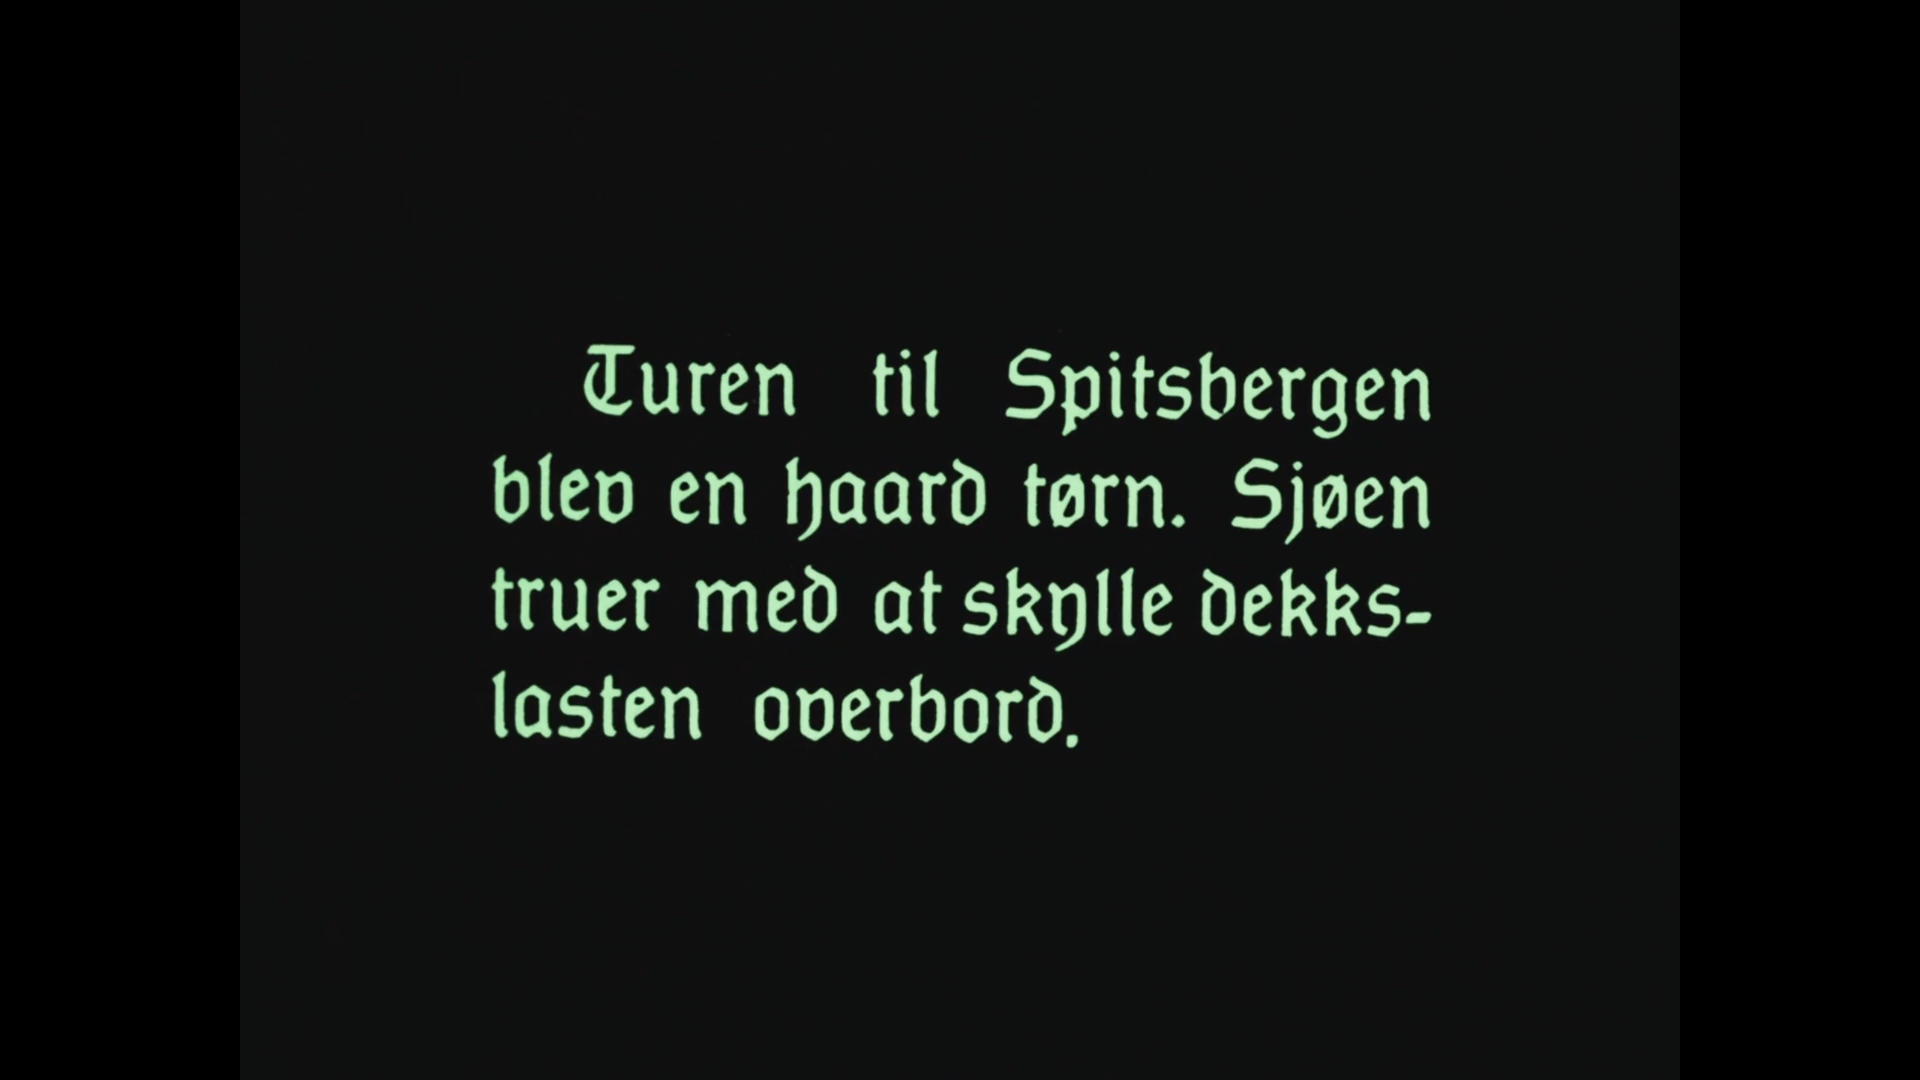 Turen til Spitsbergen
blev en haard tørn. Sjøen
truer med at skylle dekks-
lasten overbord.